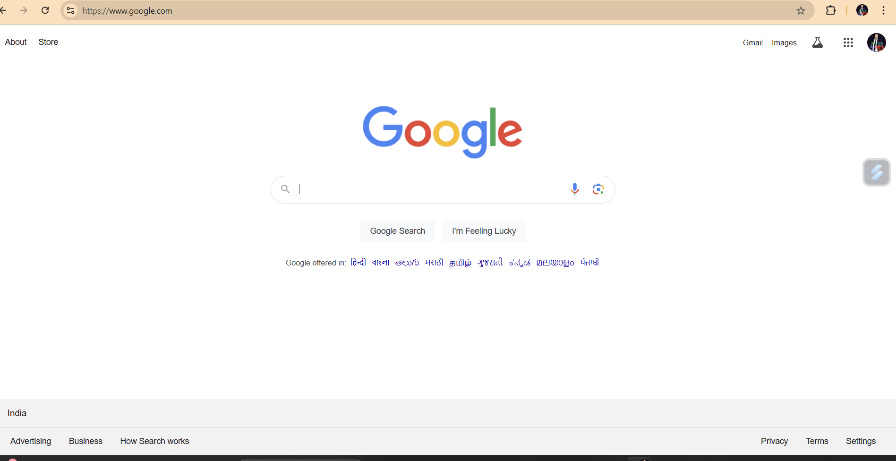 https://www.google.com
About Store Gmail Images
Google
Google Search I'm Feeling Lucky
Google offered in: हिन्दी বাংলা తెలుగు मराठी தமிழ் ગુજરાતી ಕನ್ನಡ മലയാളം ਪੰਜਾਬੀ
India
Advertising Business How Search works Privacy Terms Settings